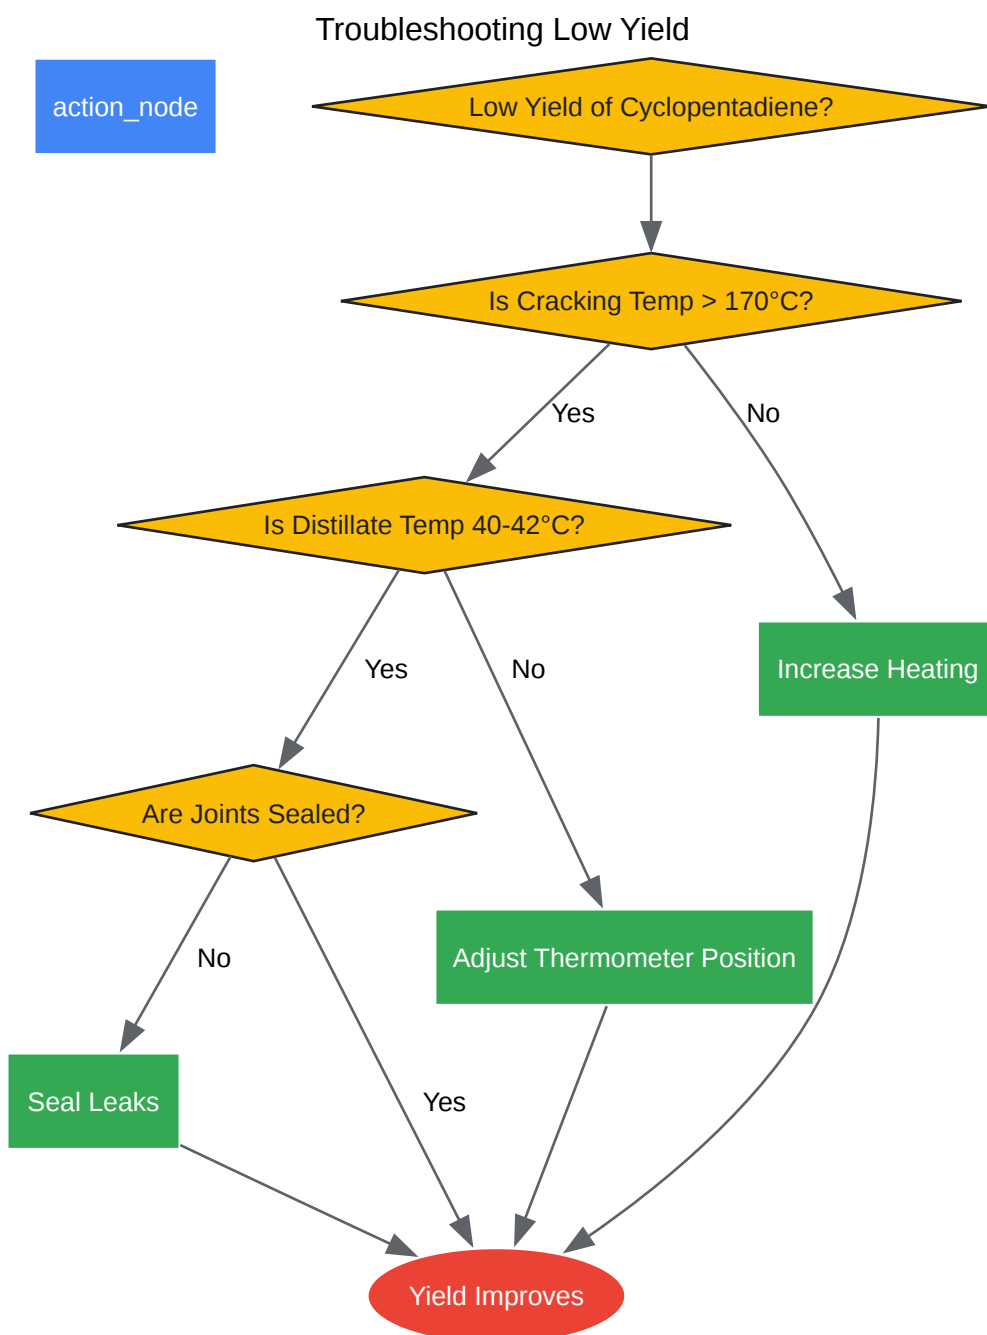 Troubleshooting Low Yield
action_node
Low Yield of Cyclopentadiene?
Is Cracking Temp > 170°C?
Yes
No
Is Distillate Temp 40-42°C?
Yes
No
Increase Heating
Are Joints Sealed?
No
Adjust Thermometer Position
Seal Leaks
Yes
Yield Improves